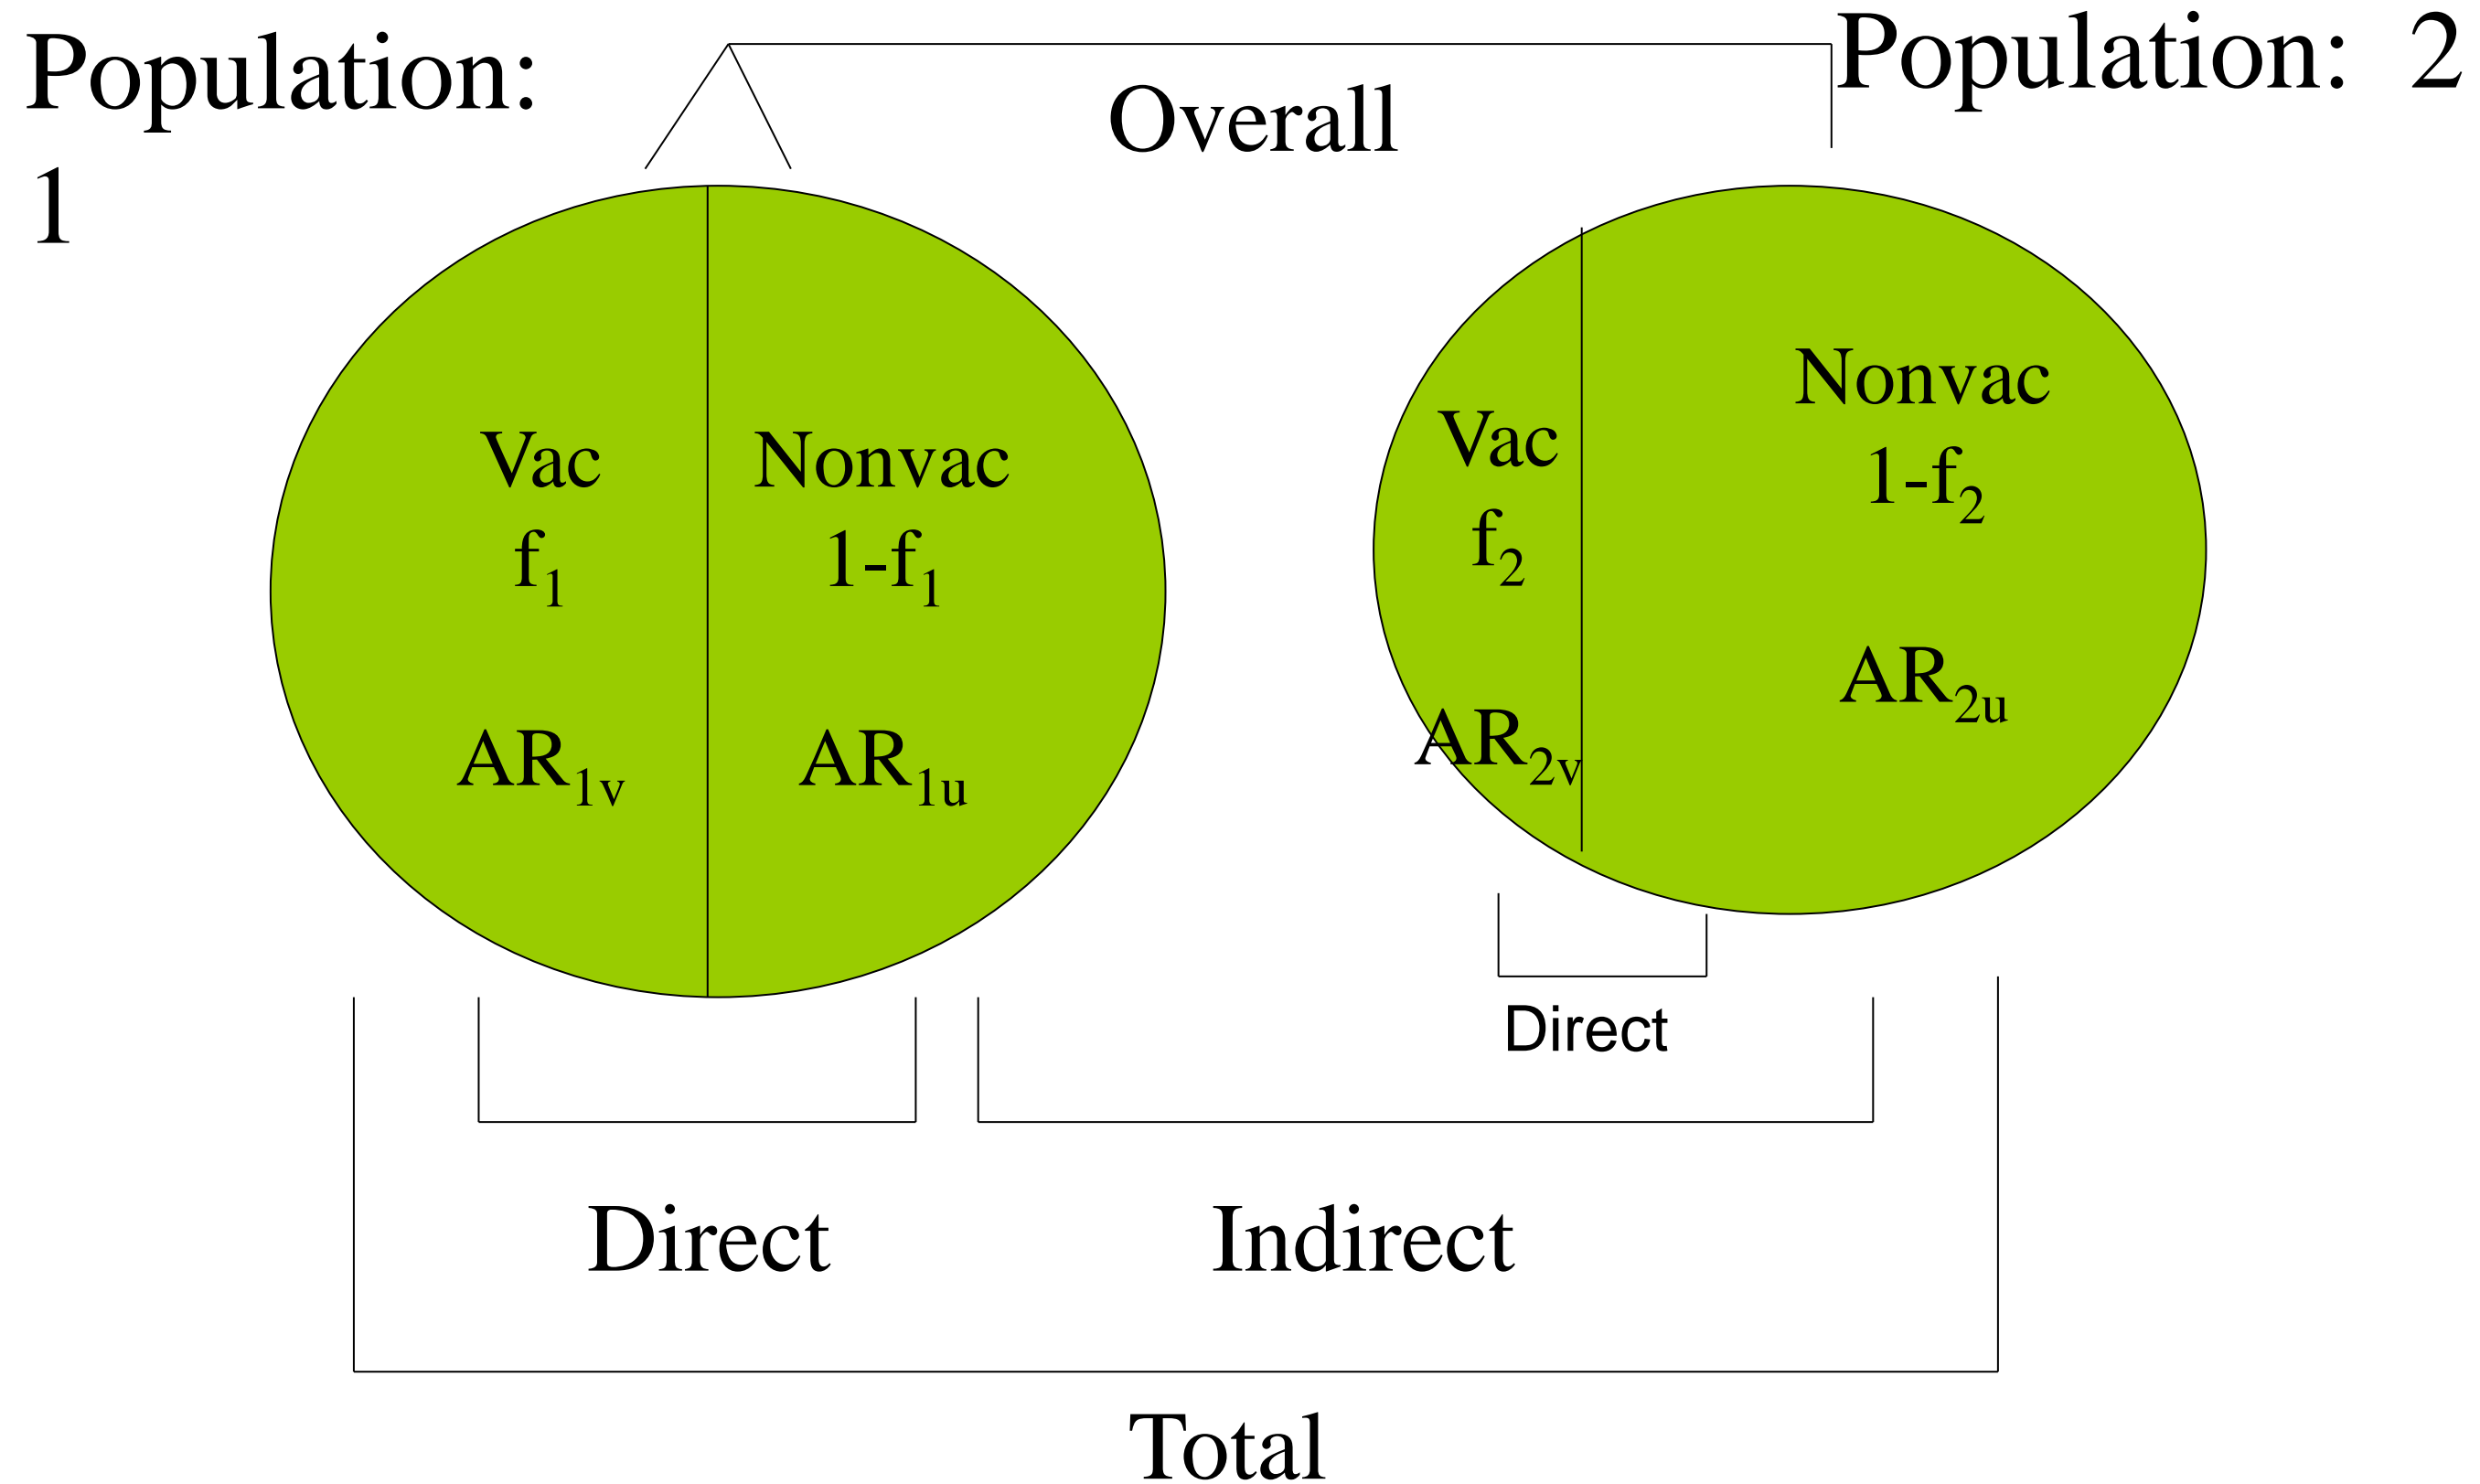 Population:
1
Population: 2
Overall
Vac
f1
AR1v
Nonvac
1-f1
AR1u
Vac
f2
AR2v
Nonvac
1-f2
AR2u
Direct
Direct
Indirect
Total